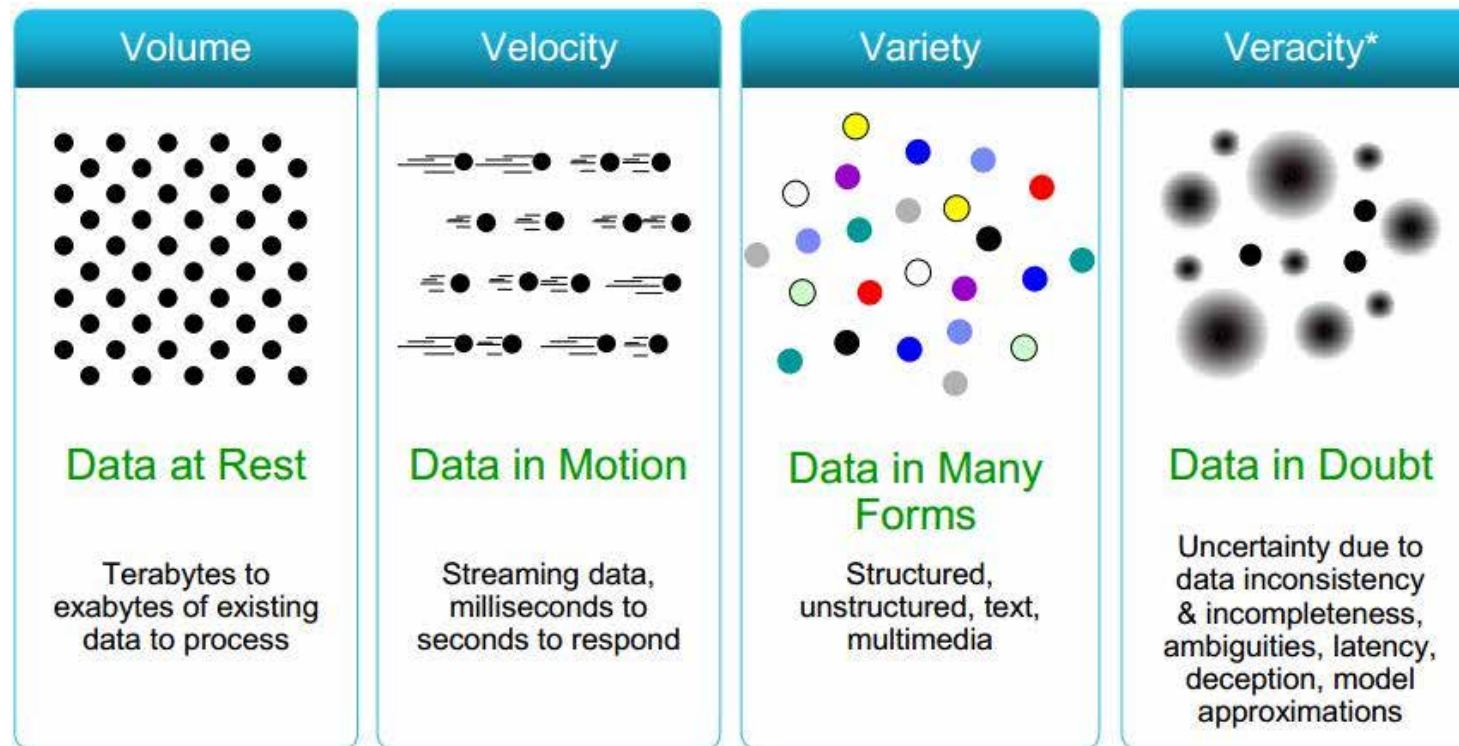 Volume
Data at Rest
Terabytes to
exabytes of existing
data to process
Velocity
Data in Motion
Streaming data,
milliseconds to
seconds to respond
Variety
Data in Many
Forms
Structured,
unstructured, text,
multimedia
Veracity*
Data in Doubt
Uncertainty due to
data inconsistency
& incompleteness,
ambiguities, latency,
deception, model
approximations